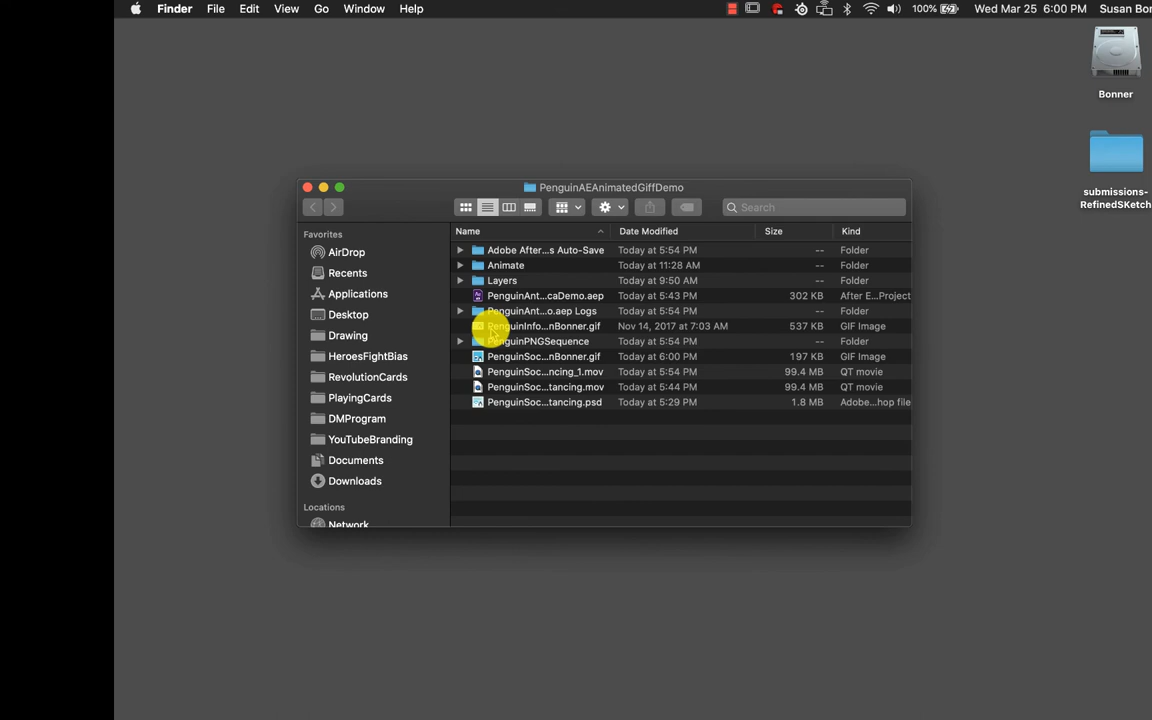 Finder File Edit View Go Window Help 100% Wed Mar 25 6:00 PM Susan Bon
Bonner
submissions-
RefinedSKetch
PenguinAEAnimatedGiffDemo
Search
Favorites
AirDrop
Recents
Applications
Desktop
Drawing
HeroesFightBias
RevolutionCards
PlayingCards
DMProgram
YouTubeBranding
Documents
Downloads
Locations
Network
Name Date Modified Size Kind
Adobe After...s Auto-Save Today at 5:54 PM -- Folder
Animate Today at 11:28 AM -- Folder
Layers Today at 9:50 AM -- Folder
PenguinAnt...caDemo.aep Today at 5:43 PM 302 KB After E...Project
PenguinAnt...o.aep Logs Today at 5:54 PM -- Folder
PenguinInfo...nBonner.gif Nov 14, 2017 at 7:03 AM 537 KB GIF Image
PenguinPNGSequence Today at 5:54 PM -- Folder
PenguinSoc...nBonner.gif Today at 6:00 PM 197 KB GIF Image
PenguinSoc...ncing_1.mov Today at 5:54 PM 99.4 MB QT movie
PenguinSoc...tancing.mov Today at 5:44 PM 99.4 MB QT movie
PenguinSoc...tancing.psd Today at 5:29 PM 1.8 MB Adobe...hop file